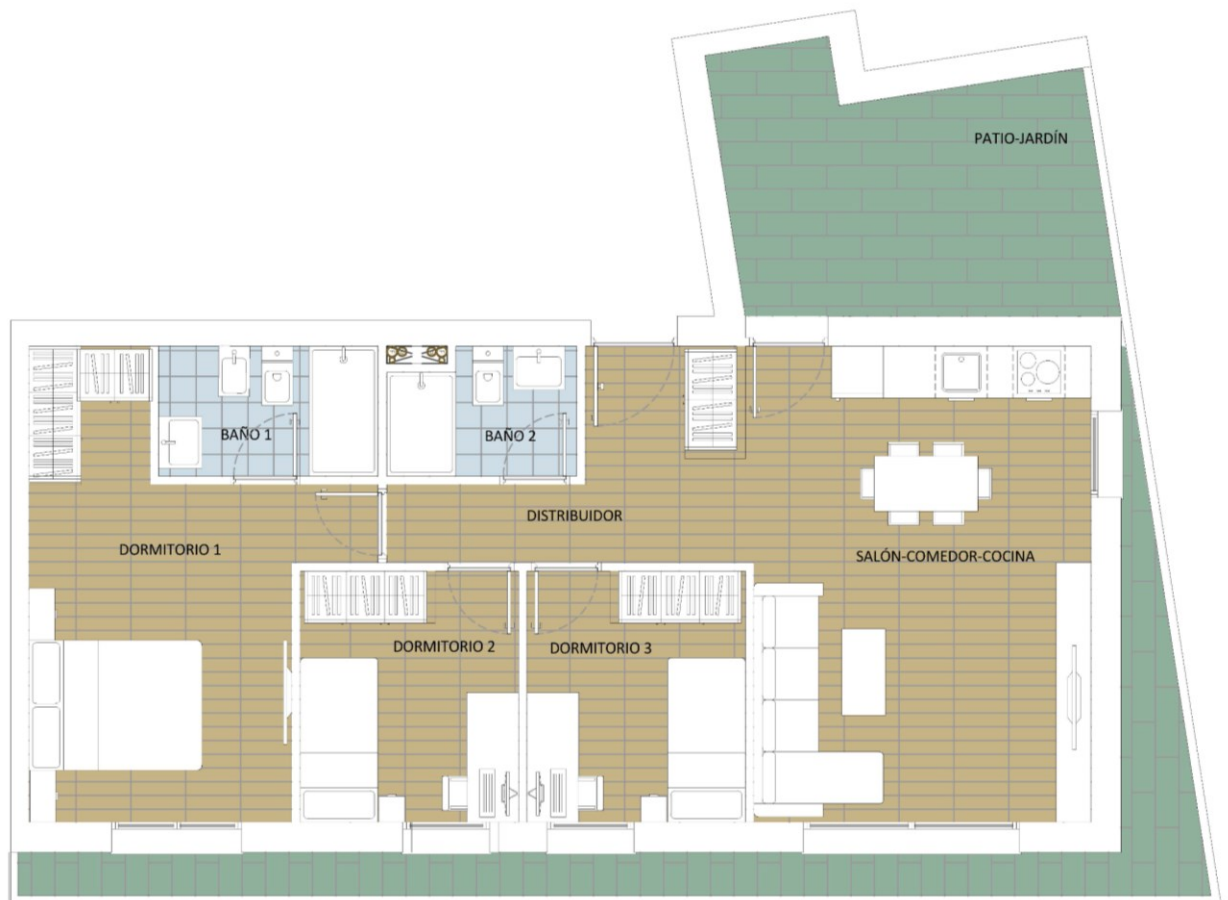 PATIO-JARDÍN
BAÑO 1
BAÑO 2
DISTRIBUIDOR
DORMITORIO 1
SALÓN-COMEDOR-COCINA
DORMITORIO 2
DORMITORIO 3